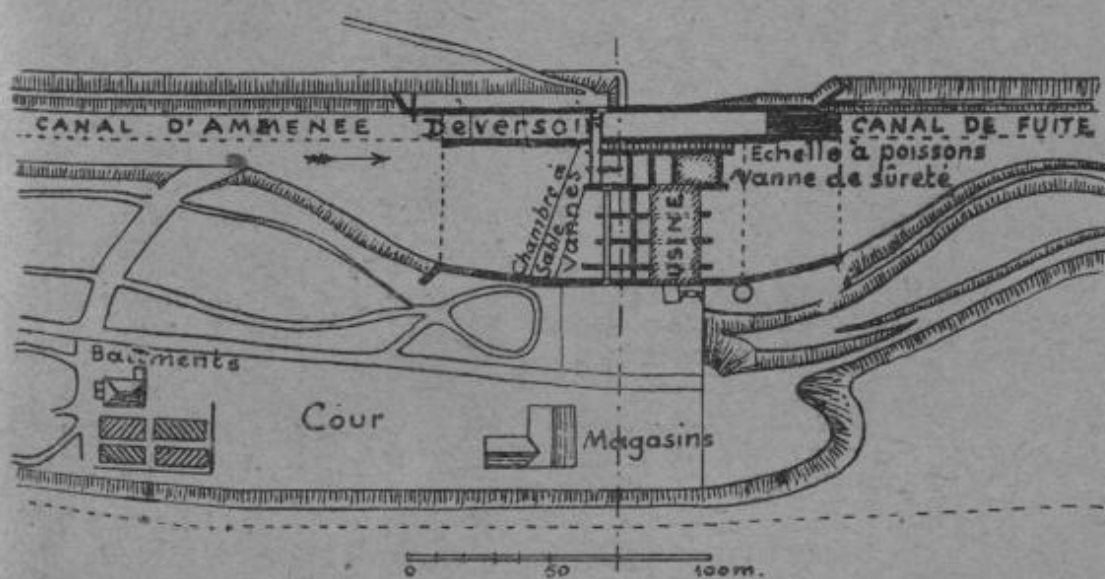 CANAL D'AMMENEE
Déversoir
CANAL DE FUITE
Echelle à poissons
Vanne de sûreté
Chambre à
Sable
Vannes
USINE
Batiments
Cour
Magasins
0 50 100m.